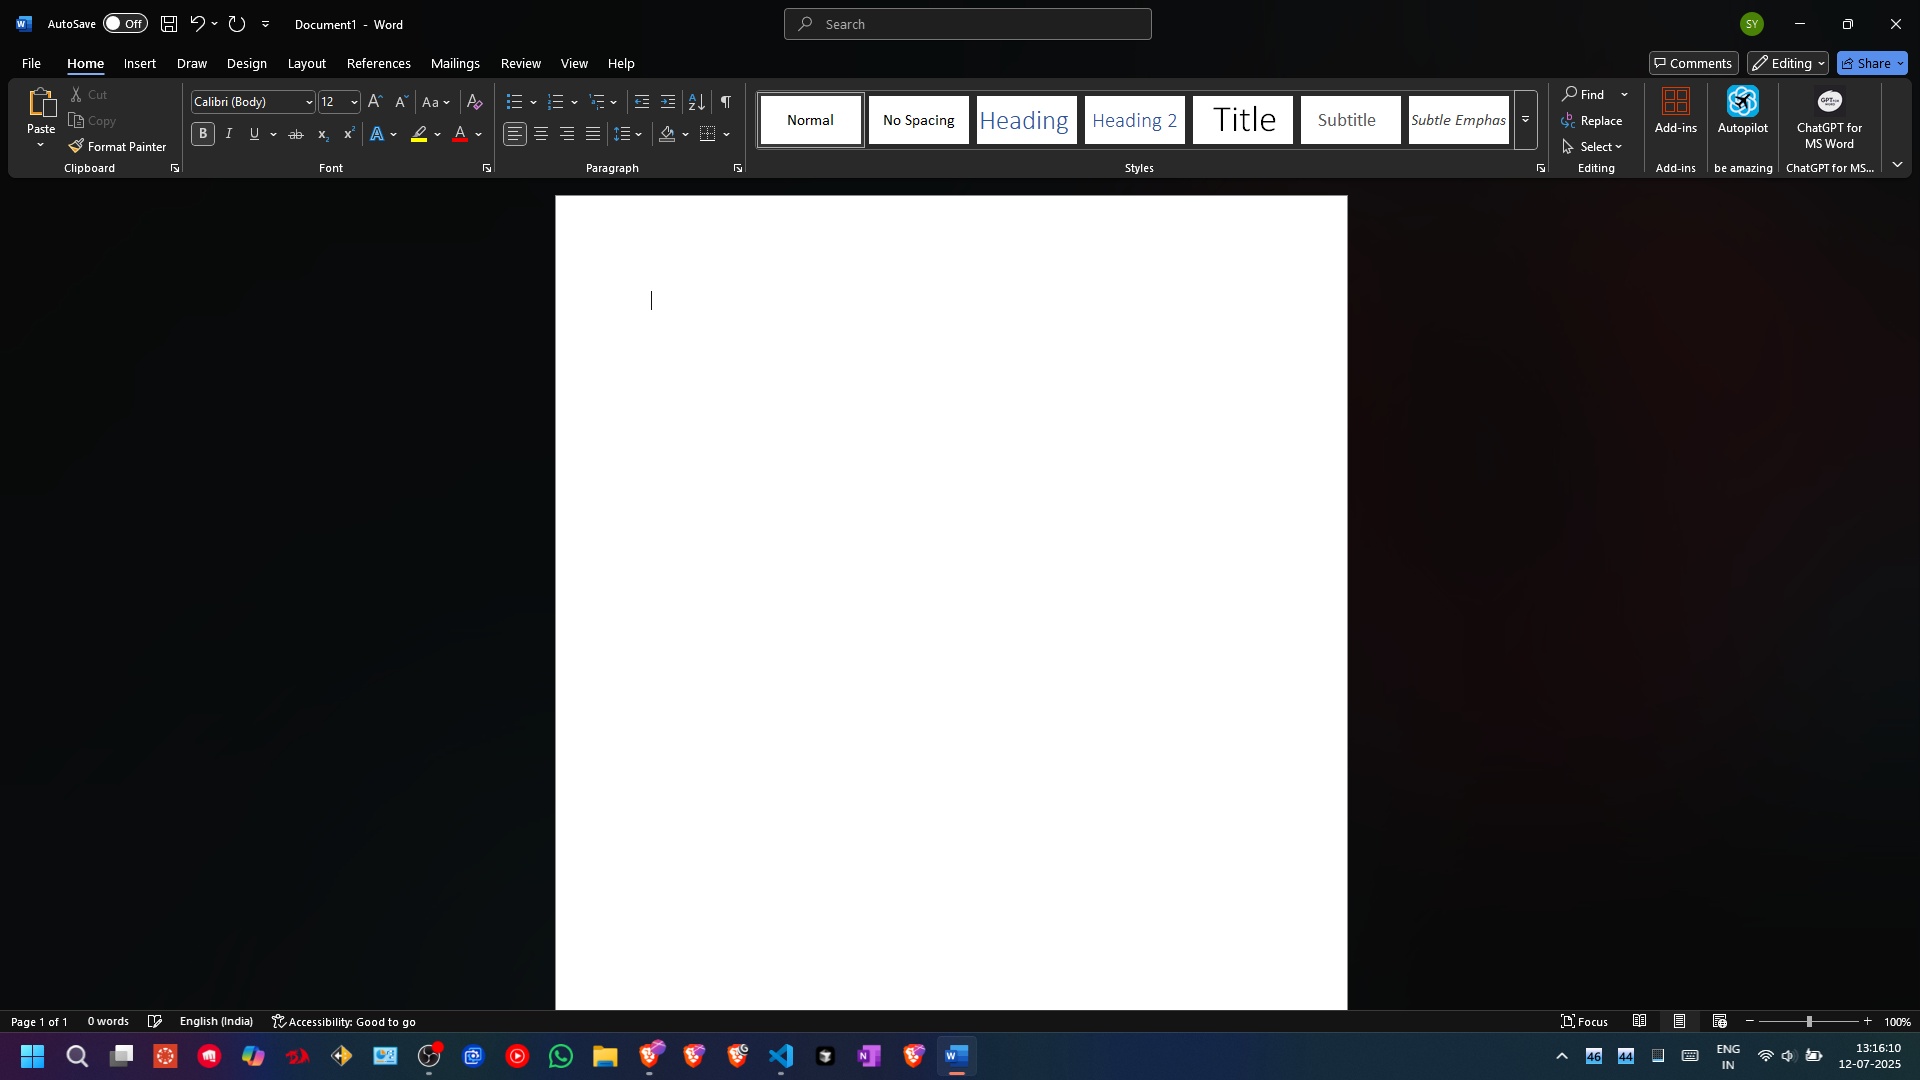 AutoSave Off Document1 - Word Search SY
File Home Insert Draw Design Layout References Mailings Review View Help Comments Editing Share
Paste
Cut
Copy
Format Painter
Clipboard
Calibri (Body) 12
Font
Paragraph
Normal No Spacing Heading Heading 2 Title Subtitle Subtle Emphas
Styles
Find
Replace
Select
Editing
Add-ins
Add-ins
Autopilot
be amazing
ChatGPT for
MS Word
ChatGPT for MS...
Page 1 of 1 0 words English (India) Accessibility: Good to go Focus 100%
46 44 ENG
IN
13:16:10
12-07-2025